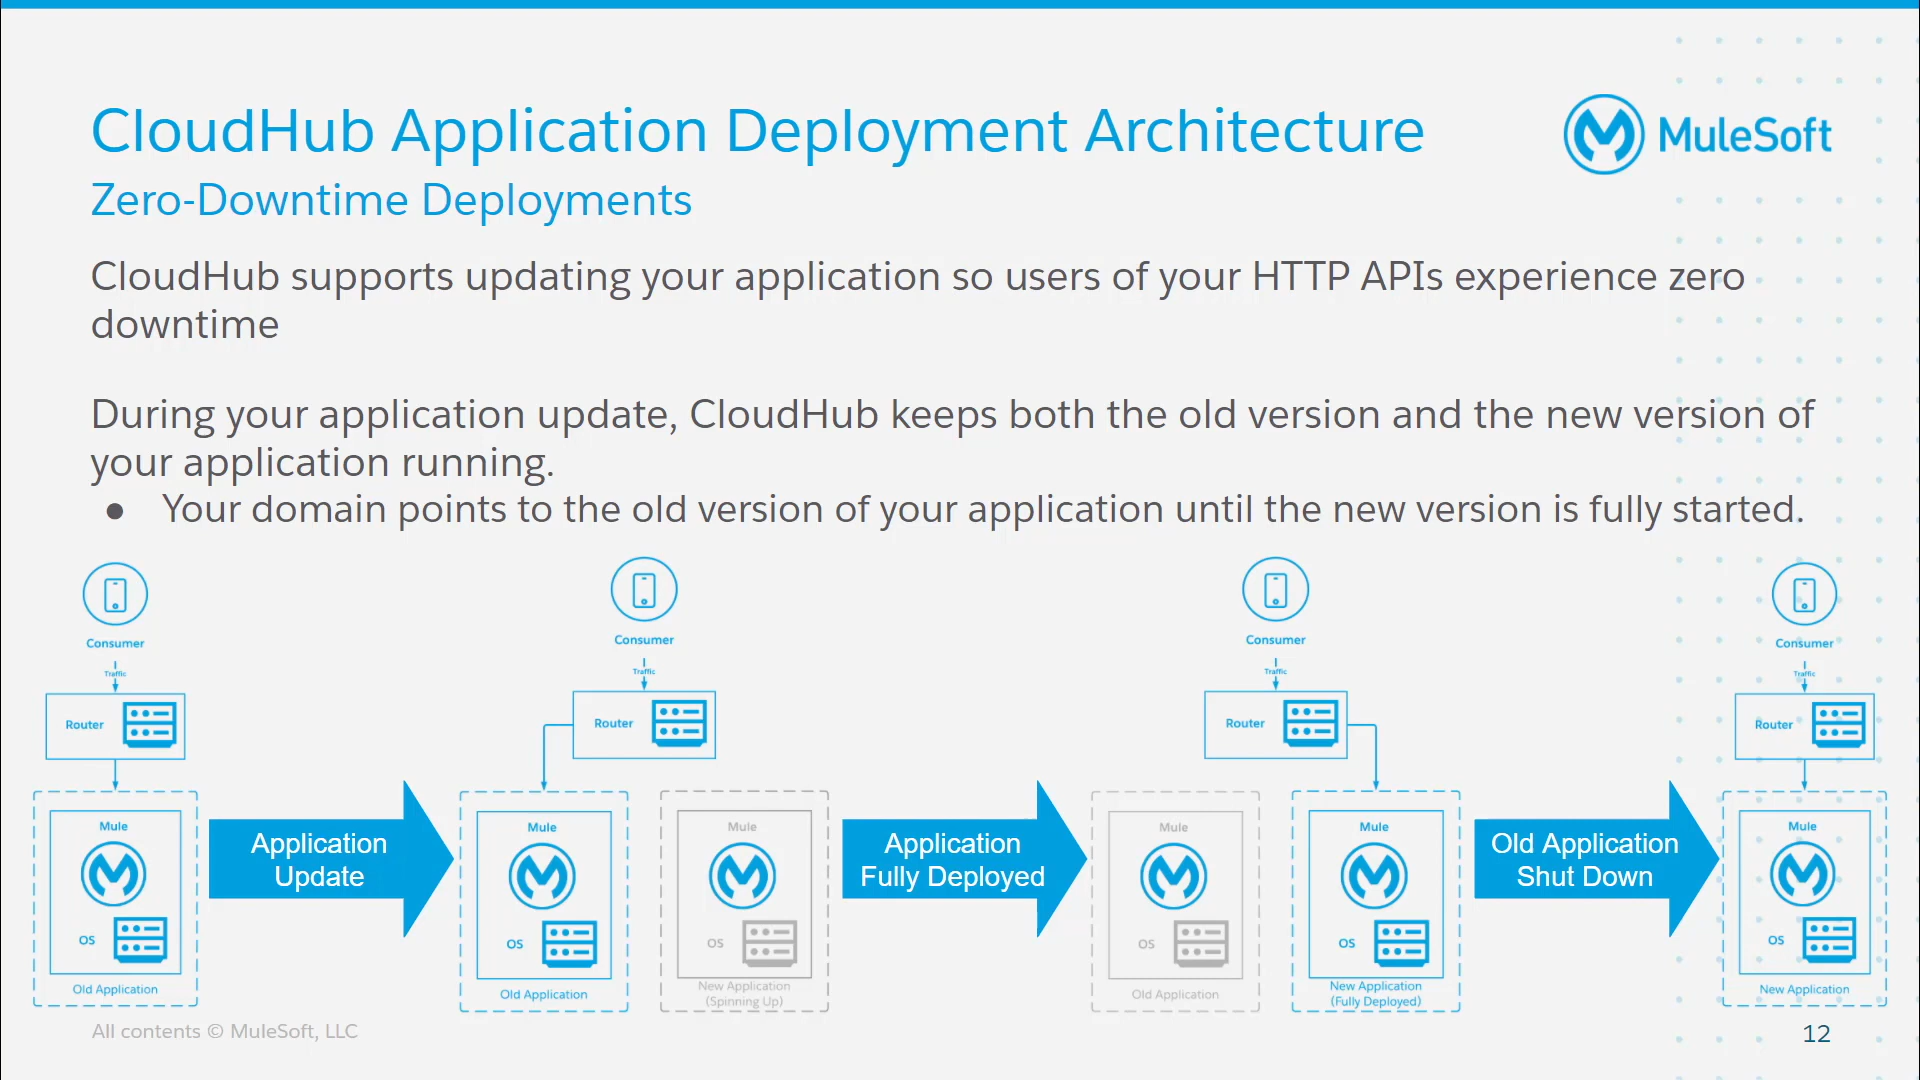 CloudHub Application Deployment Architecture
MuleSoft
Zero-Downtime Deployments
CloudHub supports updating your application so users of your HTTP APIs experience zero
downtime
During your application update, CloudHub keeps both the old version and the new version of
your application running.
● Your domain points to the old version of your application until the new version is fully started.
Consumer
Traffic
Router
Mule
OS
Old Application
Application
Update
Consumer
Traffic
Router
Mule
OS
Old Application
Mule
OS
New Application
(Spinning Up)
Application
Fully Deployed
Consumer
Traffic
Router
Mule
OS
Old Application
Mule
OS
New Application
(Fully Deployed)
Old Application
Shut Down
Consumer
Traffic
Router
Mule
OS
New Application
All contents © MuleSoft, LLC
12